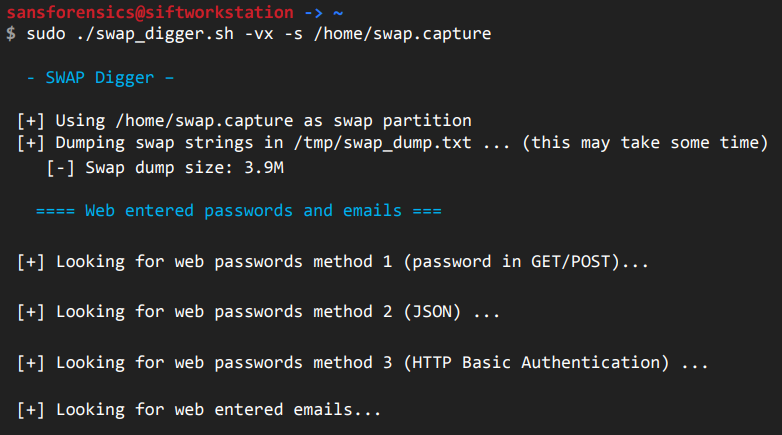 sansforensics@siftworkstation -> ~
$ sudo ./swap_digger.sh -vx -s /home/swap.capture
- SWAP Digger –
[+] Using /home/swap.capture as swap partition
[+] Dumping swap strings in /tmp/swap_dump.txt ... (this may take some time)
[-] Swap dump size: 3.9M
==== Web entered passwords and emails ===
[+] Looking for web passwords method 1 (password in GET/POST)...
[+] Looking for web passwords method 2 (JSON) ...
[+] Looking for web passwords method 3 (HTTP Basic Authentication) ...
[+] Looking for web entered emails...